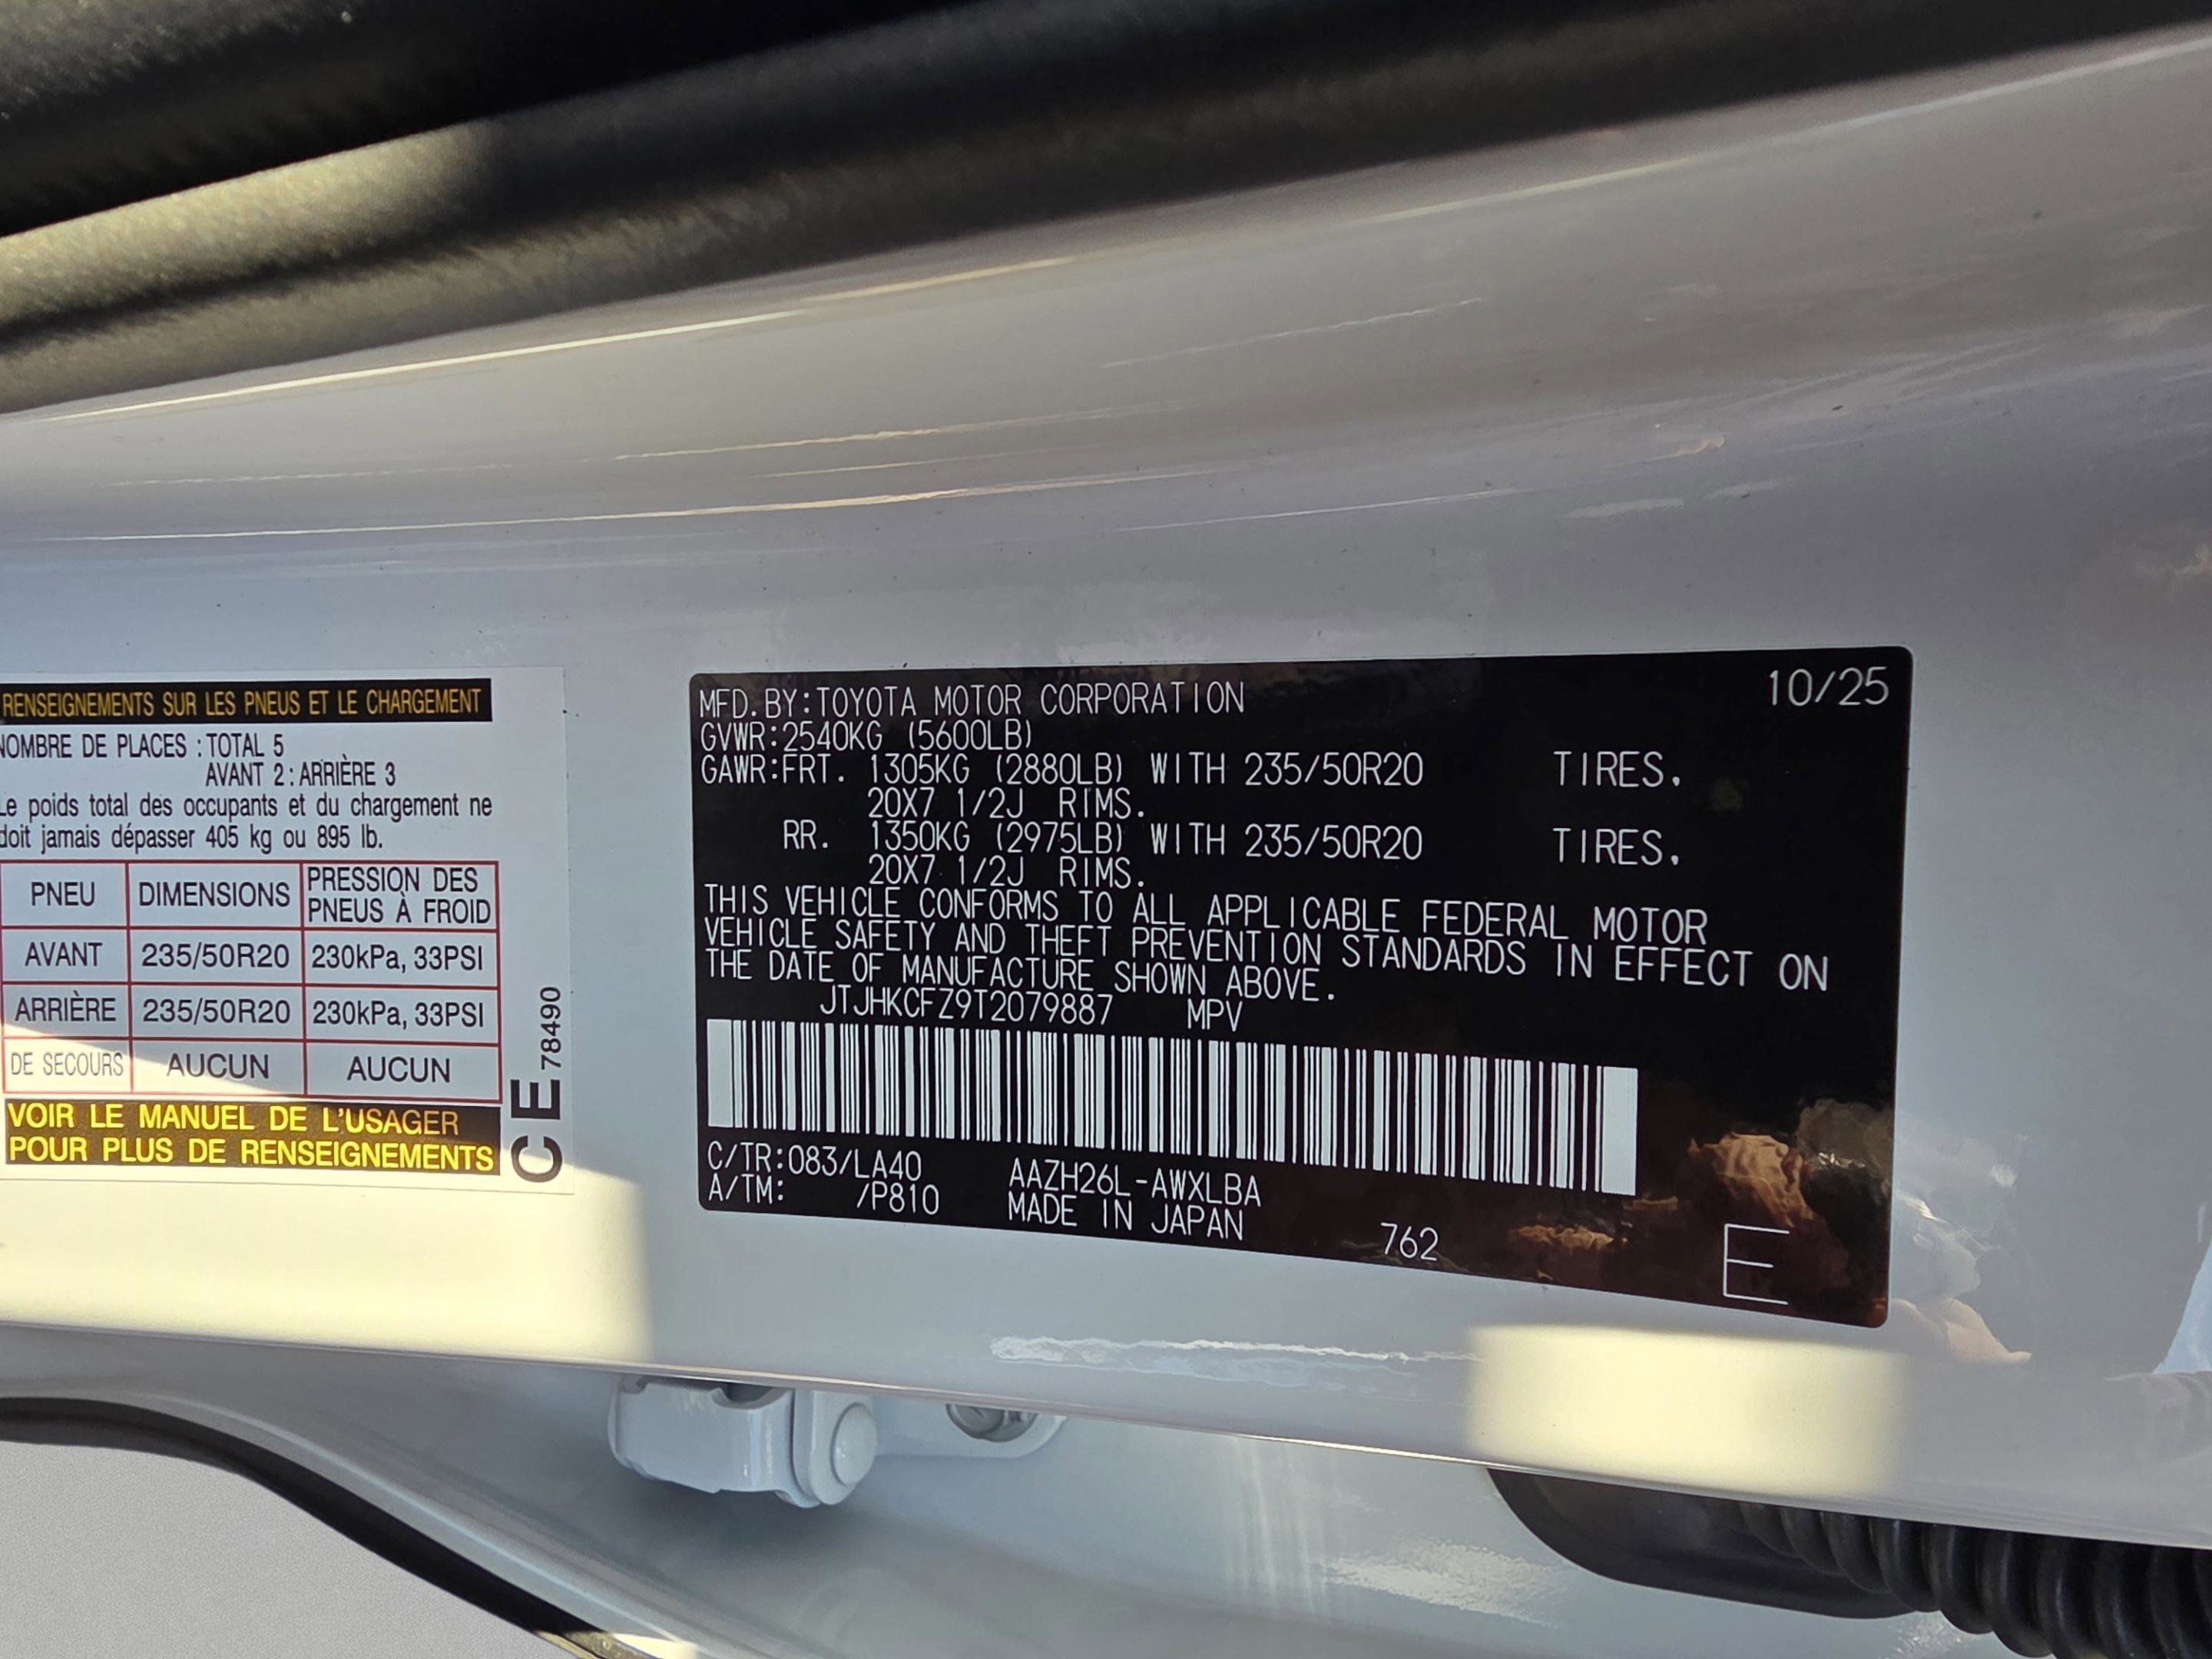 RENSEIGNEMENTS SUR LES PNEUS ET LE CHARGEMENT
NOMBRE DE PLACES : TOTAL 5
AVANT 2 : ARRIÈRE 3
Le poids total des occupants et du chargement ne
doit jamais dépasser 405 kg ou 895 lb.
PNEU DIMENSIONS PRESSION DES PNEUS À FROID
AVANT 235/50R20 230kPa, 33PSI
ARRIÈRE 235/50R20 230kPa, 33PSI
DE SECOURS AUCUN AUCUN
VOIR LE MANUEL DE L'USAGER
POUR PLUS DE RENSEIGNEMENTS
CE 78490
10/25
MFD.BY:TOYOTA MOTOR CORPORATION
GVWR:2540KG (5600LB)
GAWR:FRT. 1305KG (2880LB) WITH 235/50R20 TIRES.
20X7 1/2J RIMS.
RR. 1350KG (2975LB) WITH 235/50R20 TIRES.
20X7 1/2J RIMS.
THIS VEHICLE CONFORMS TO ALL APPLICABLE FEDERAL MOTOR
VEHICLE SAFETY AND THEFT PREVENTION STANDARDS IN EFFECT ON
THE DATE OF MANUFACTURE SHOWN ABOVE.
JTJHKCFZ9T2079887 MPV
C/TR:083/LA40 AAZH26L-AWXLBA
A/TM: /P810 MADE IN JAPAN
762
E